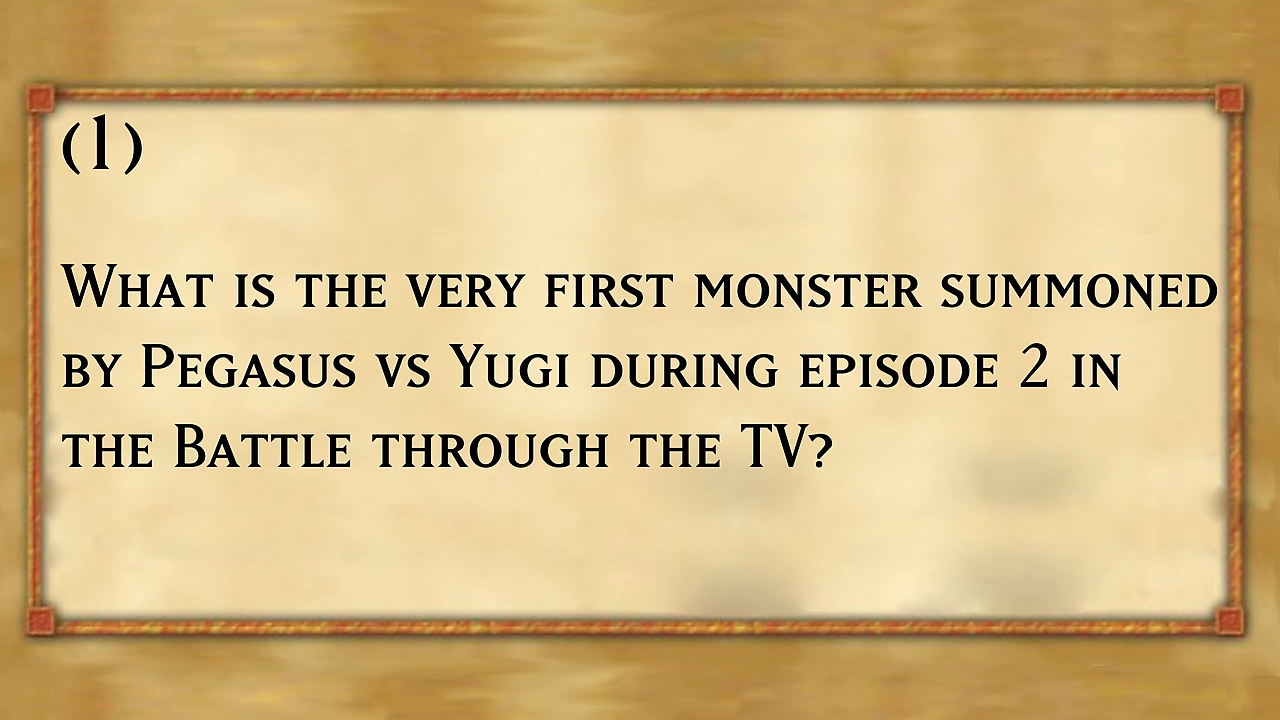 (1)
What is the very first monster summoned
by Pegasus vs Yugi during episode 2 in
the Battle through the TV?